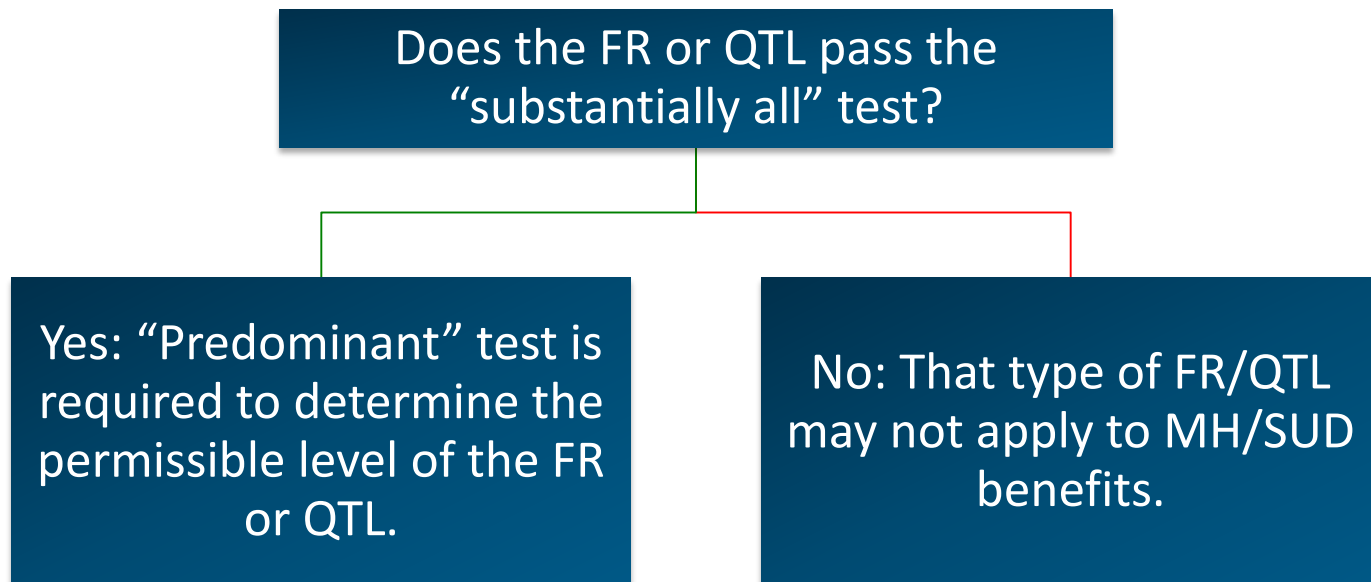 Does the FR or QTL pass the
“substantially all” test?
Yes: “Predominant” test is
required to determine the
permissible level of the FR
or QTL.
No: That type of FR/QTL
may not apply to MH/SUD
benefits.